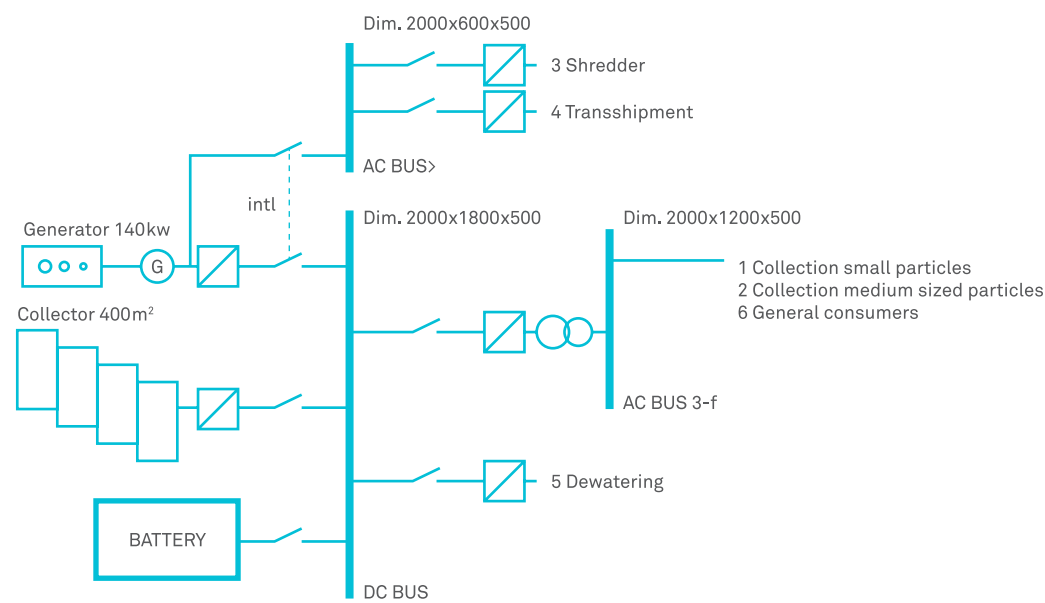 Dim. 2000x600x500
3 Shredder
4 Transshipment
AC BUS>
intl
Dim. 2000x1800x500
Dim. 2000x1200x500
Generator 140kw
G
1 Collection small particles
2 Collection medium sized particles
6 General consumers
Collector 400m²
AC BUS 3-f
5 Dewatering
BATTERY
DC BUS